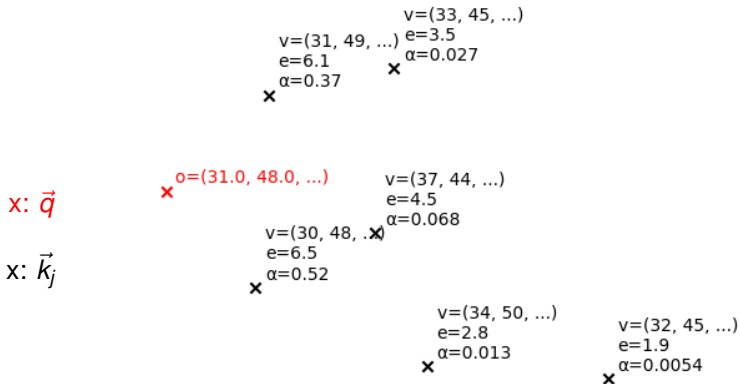 v=(33, 45, ...)
e=3.5
α=0.027
v=(31, 49, ...)
e=6.1
α=0.37
o=(31.0, 48.0, ...)
x: q⃗
x: k⃗ⱼ
v=(37, 44, ...)
e=4.5
α=0.068
v=(30, 48, ...)
e=6.5
α=0.52
v=(34, 50, ...)
e=2.8
α=0.013
v=(32, 45, ...)
e=1.9
α=0.0054